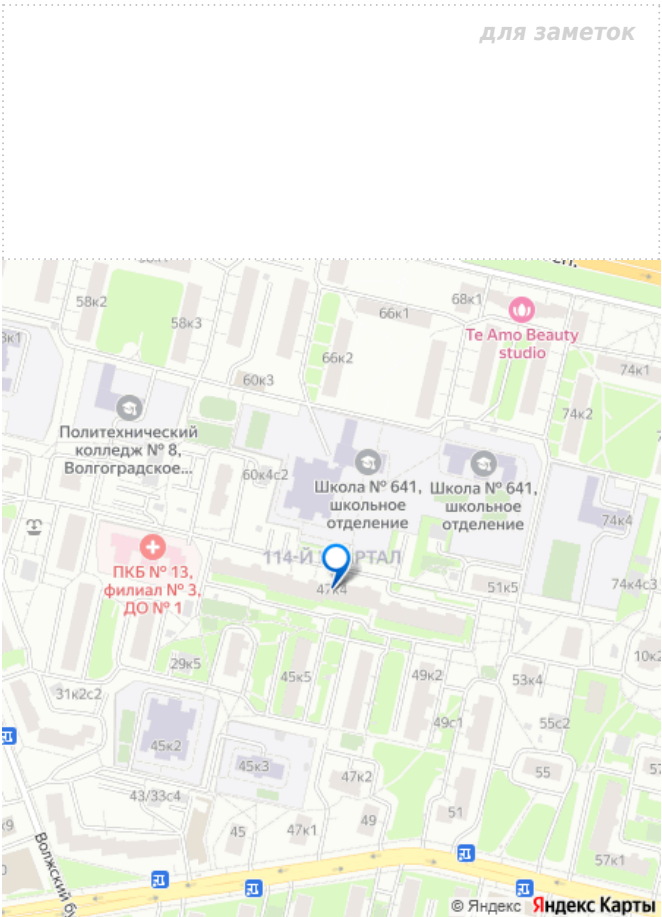 для заметок
58к2
58к3
68к1
66к1
Te Amo Beauty
studio
66к2
74к1
60к3
74к2
Политехнический
колледж № 8,
Волгоградское...
60к4с2
Школа № 641,
школьное
отделение
Школа № 641,
школьное
отделение
74к4
ПКБ № 13,
филиал № 3,
ДО № 1
47к4
51к5
74к4с3
29к5
45к5
49к2
53к4
31к2с2
49с1
55с2
45к2
45к3
47к2
55
43/33с4
45
47к1
49
51
57к1
Волжский
© Яндекс Яндекс Карты